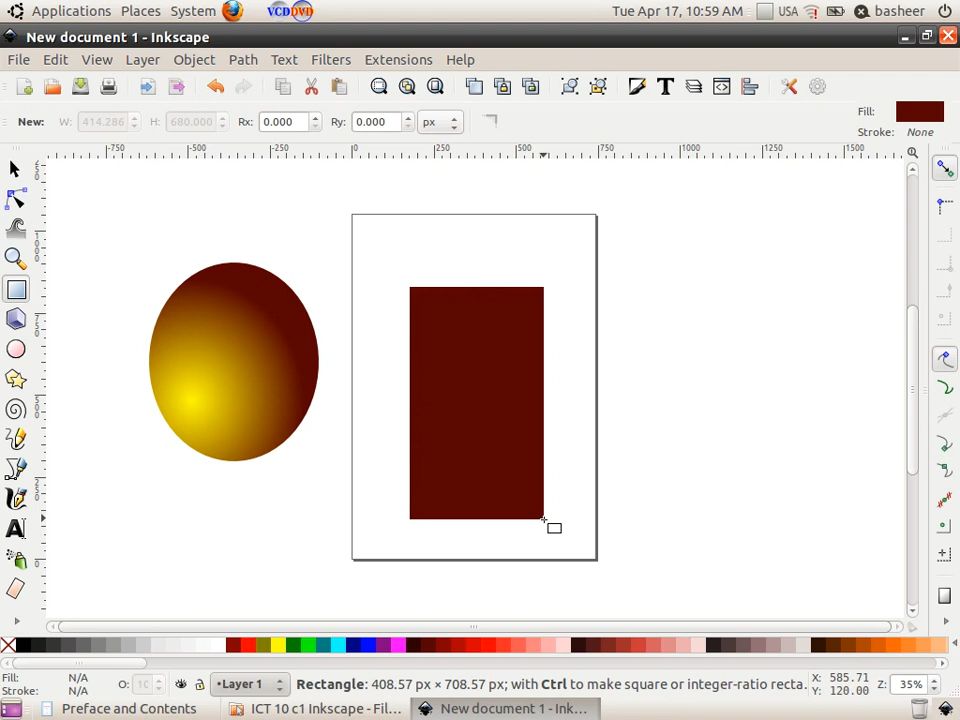 Applications Places System VCD DVD Tue Apr 17, 10:59 AM USA basheer
New document 1 - Inkscape
File Edit View Layer Object Path Text Filters Extensions Help
New: W: 414.286 H: 680.000 Rx: 0.000 Ry: 0.000 px Fill:
Stroke: None
-750 -500 -250 0 250 500 750 1000 1250 1500
Fill: N/A
Stroke: N/A
O: 10 •Layer 1 Rectangle: 408.57 px × 708.57 px; with Ctrl to make square or integer-ratio recta. X: 585.71
Y: 120.00
Z: 35%
Preface and Contents ICT 10 c1 Inkscape - Fil... New document 1 - Ink...